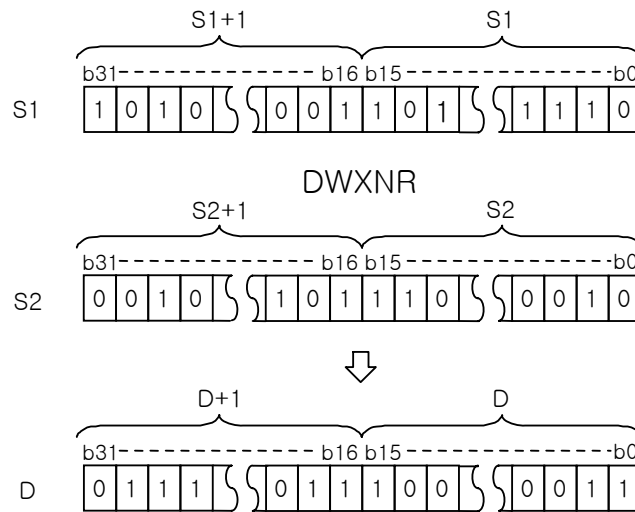 S1+1 S1
b31 b16 b15 b0
S1 1 0 1 0 0 0 1 1 0 1 1 1 1 0
DWXNR
S2+1 S2
b31 b16 b15 b0
S2 0 0 1 0 1 0 1 1 1 0 0 0 1 0
D+1 D
b31 b16 b15 b0
D 0 1 1 1 0 1 1 1 0 0 0 0 1 1